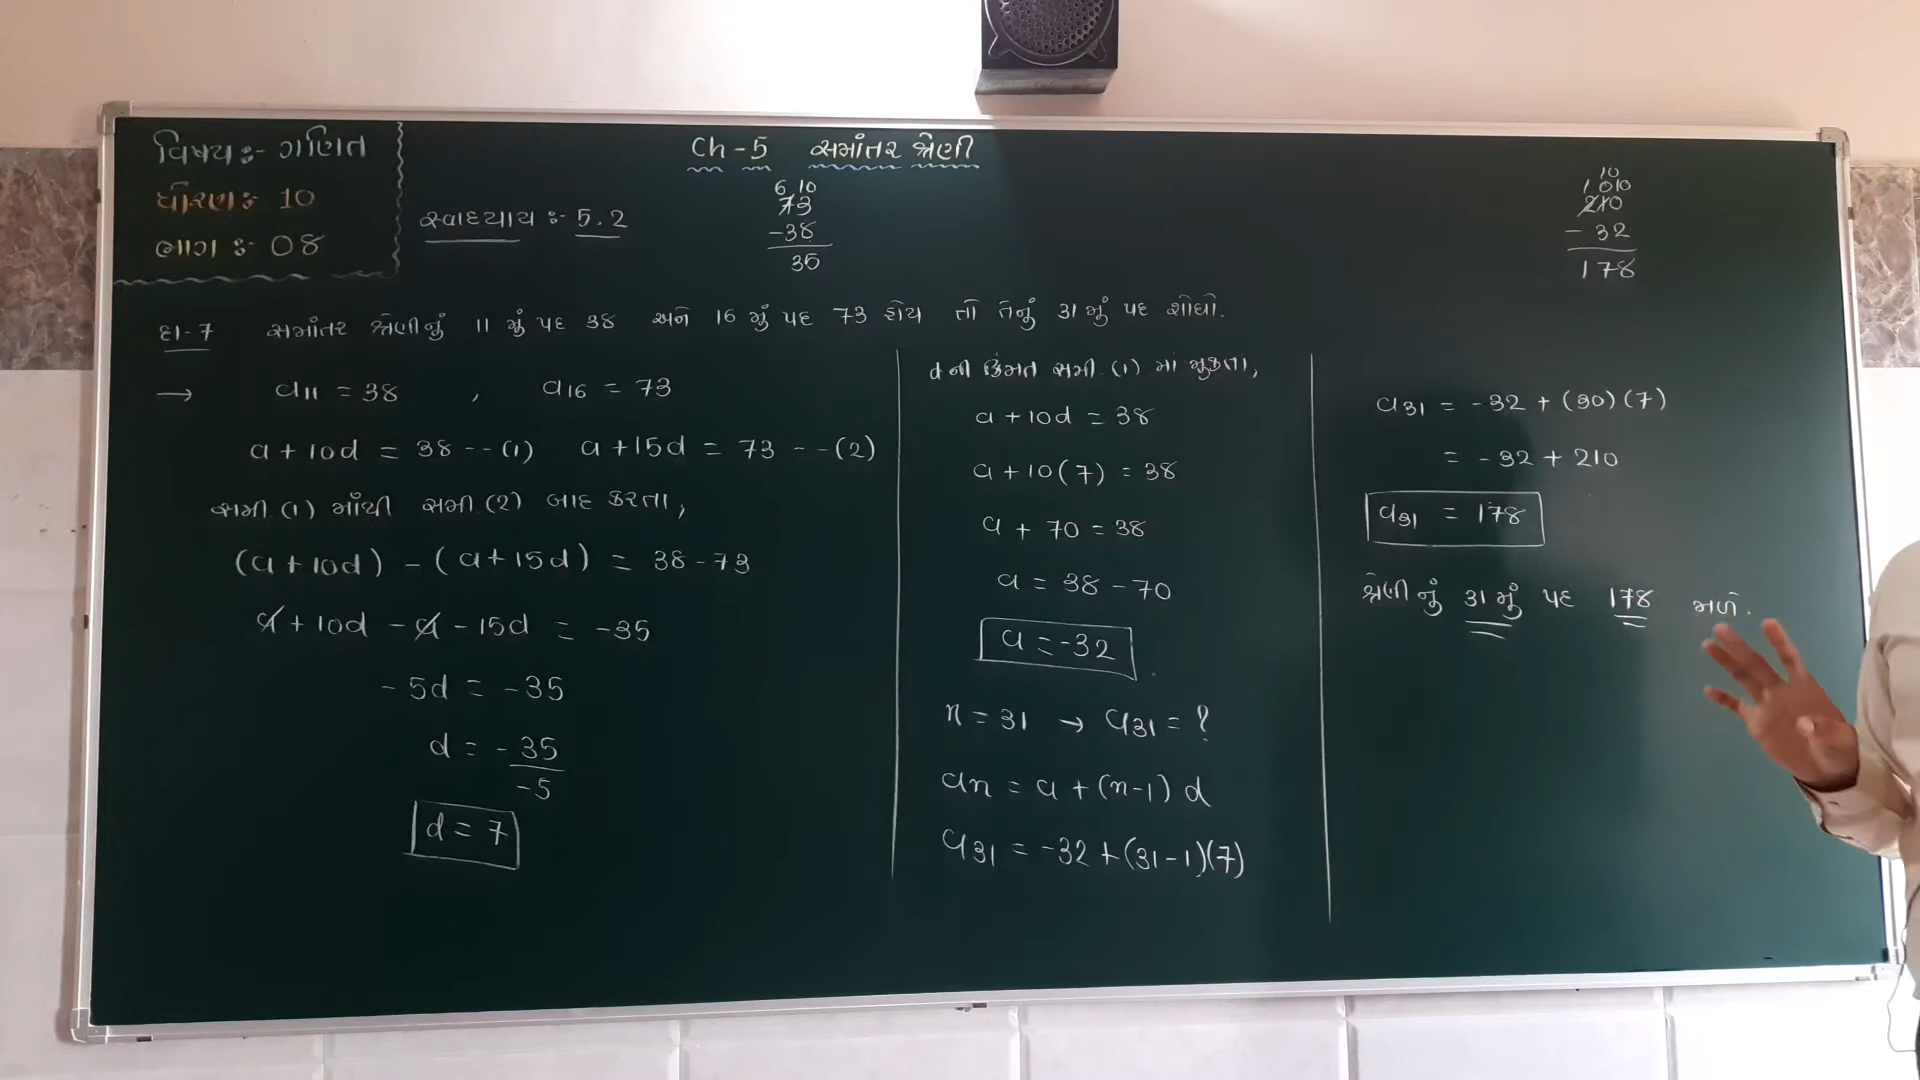 વિષય :- ગણિત
ધોરણ :- 10
ભાગ :- 08
Ch - 5 સમાંતર શ્રેણી
સ્વાધ્યાય :- 5.2
6 10
73
-38
35
10
1 0 10
210
- 32
178
દા-7 સમાંતર શ્રેણીનું 11 મું પદ 38 અને 16 મું પદ 73 હોય તો તેનું 31 મું પદ શોધો.
→ a11 = 38 , a16 = 73
a + 10d = 38 -- (1) a + 15d = 73 -- (2)
સમી (1) માંથી સમી (2) બાદ કરતા,
(a + 10d) - (a + 15d) = 38 - 73
a + 10d - a - 15d = -35
- 5d = -35
d = -35
-5
d = 7
d ની કિંમત સમી. (1) માં મુકતા,
a + 10d = 38
a + 10(7) = 38
a + 70 = 38
a = 38 - 70
a = -32
n = 31 → a31 = ?
an = a + (n-1) d
a31 = -32 + (31-1)(7)
a31 = -32 + (30)(7)
= -32 + 210
a31 = 178
શ્રેણી નું 31 મું પદ 178 મળે.